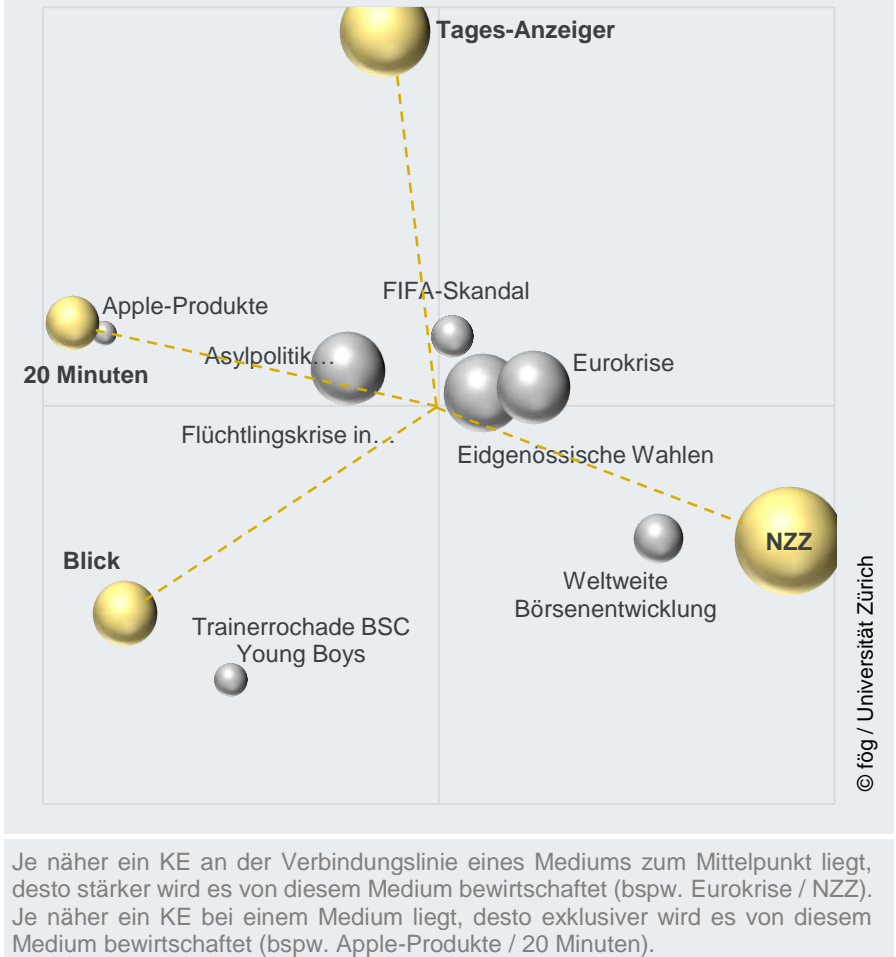 Tages-Anzeiger
FIFA-Skandal
Apple-Produkte
Asylpolitik…
Eurokrise
20 Minuten
Flüchtlingskrise in…
Eidgenössische Wahlen
NZZ
Blick
Weltweite
Börsenentwicklung
Trainerrochade BSC
Young Boys
© fög / Universität Zürich
Je näher ein KE an der Verbindungslinie eines Mediums zum Mittelpunkt liegt,
desto stärker wird es von diesem Medium bewirtschaftet (bspw. Eurokrise / NZZ).
Je näher ein KE bei einem Medium liegt, desto exklusiver wird es von diesem
Medium bewirtschaftet (bspw. Apple-Produkte / 20 Minuten).